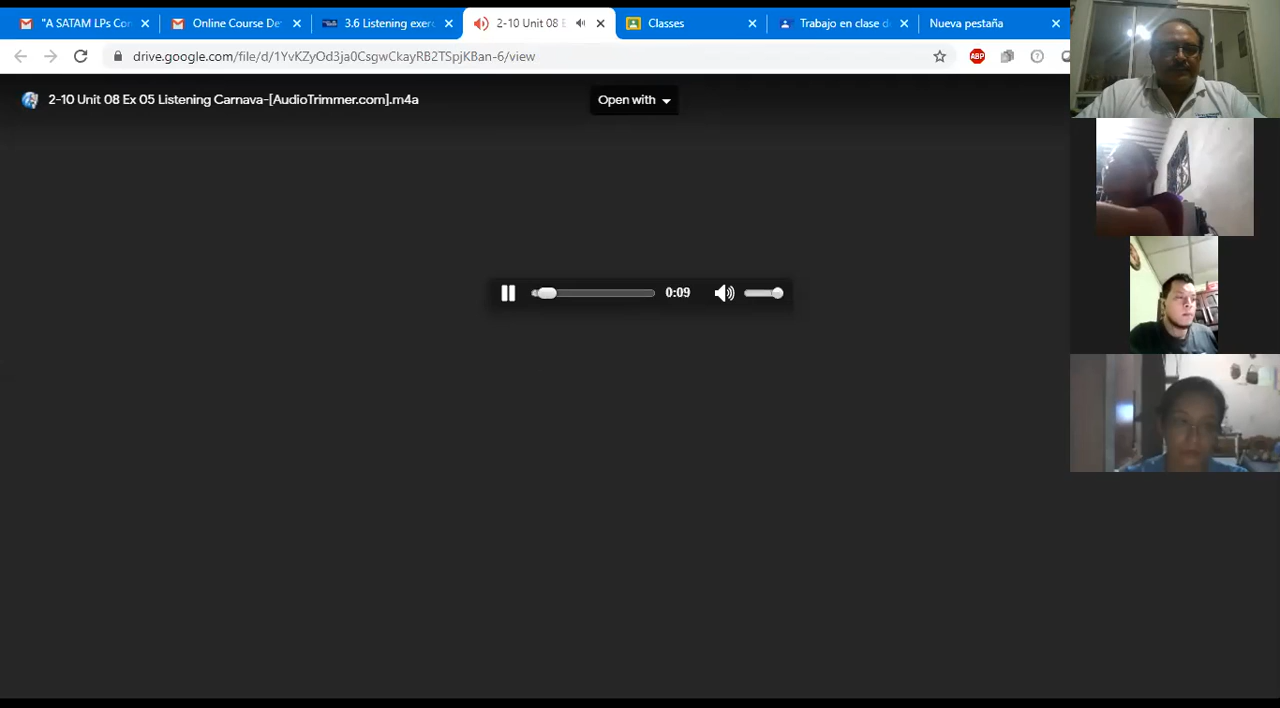 "A SATAM LPs Con
Online Course De
3.6 Listening exerc
2-10 Unit 08 E
Classes
Trabajo en clase d
Nueva pestaña
drive.google.com/file/d/1YvKZyOd3ja0CsgwCkayRB2TSpjKBan-6/view
ABP
2-10 Unit 08 Ex 05 Listening Carnava-[AudioTrimmer.com].m4a
Open with
0:09